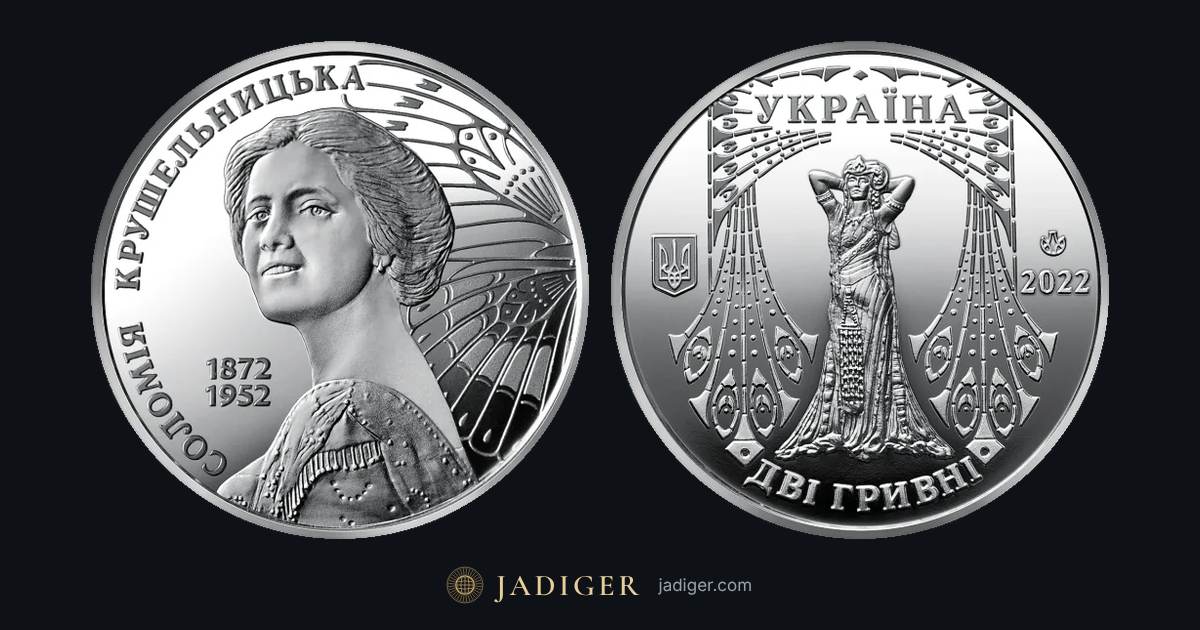 СОЛОМІЯ КРУШЕЛЬНИЦЬКА
1872
1952
УКРАЇНА
2022
ДВІ ГРИВНІ
JADIGER jadiger.com